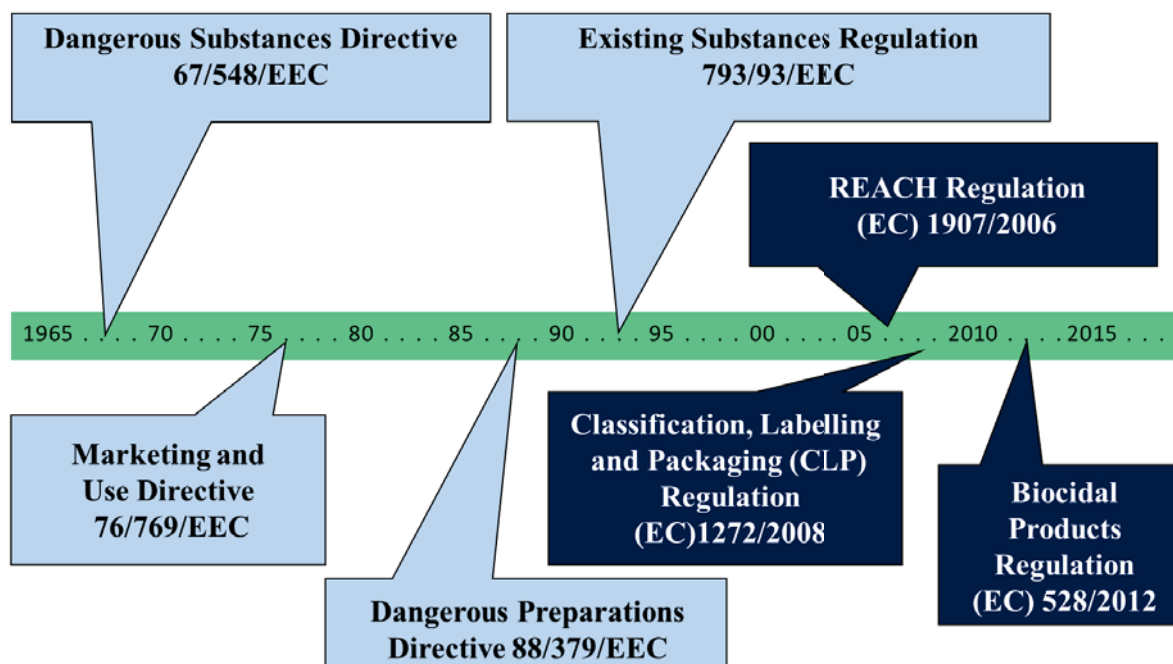 Dangerous Substances Directive
67/548/EEC
Existing Substances Regulation
793/93/EEC
REACH Regulation
(EC) 1907/2006
1965 . . . . 70 . . . . 75 . . . . 80 . . . . 85 . . . . 90 . . . . 95 . . . . 00 . . . . 05 . . . . 2010 . . . . 2015 . . . .
Marketing and
Use Directive
76/769/EEC
Dangerous Preparations
Directive 88/379/EEC
Classification, Labelling
and Packaging (CLP)
Regulation
(EC)1272/2008
Biocidal
Products
Regulation
(EC) 528/2012